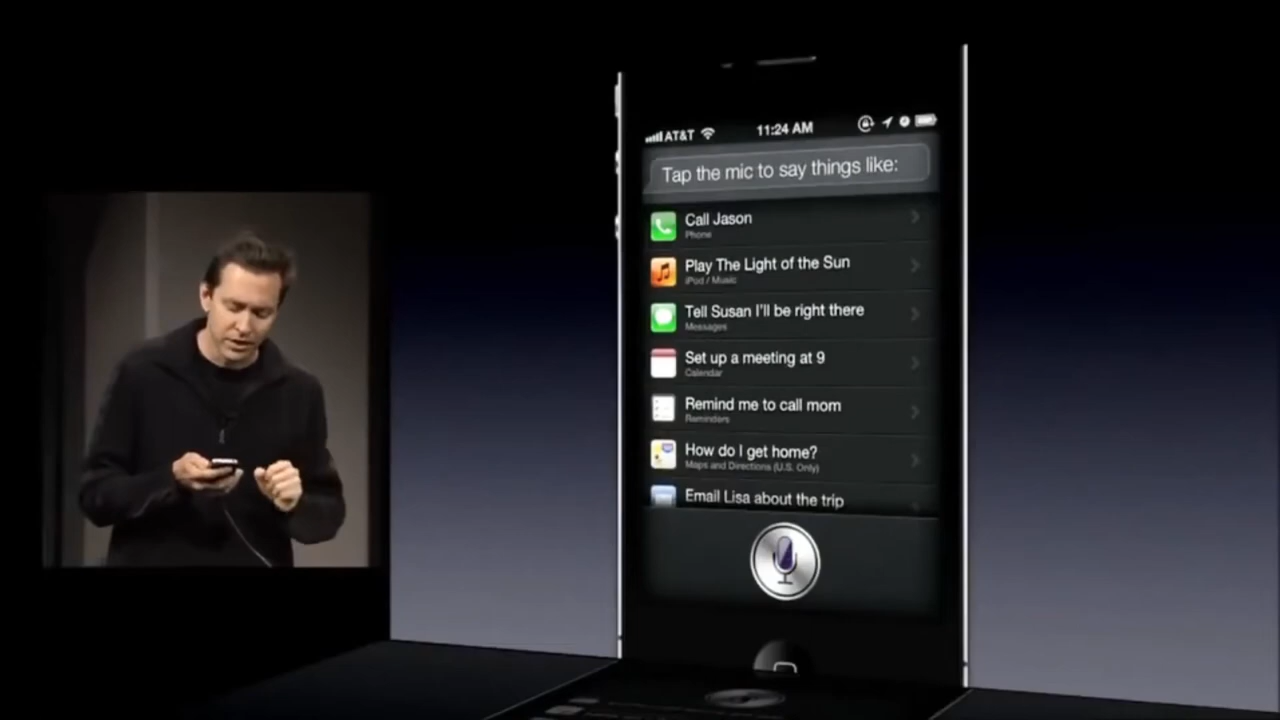 AT&T 11:24 AM
Tap the mic to say things like:
Call Jason
Phone
Play The Light of the Sun
iPod / Music
Tell Susan I'll be right there
Messages
Set up a meeting at 9
Calendar
Remind me to call mom
Reminders
How do I get home?
Maps and Directions (U.S. Only)
Email Lisa about the trip